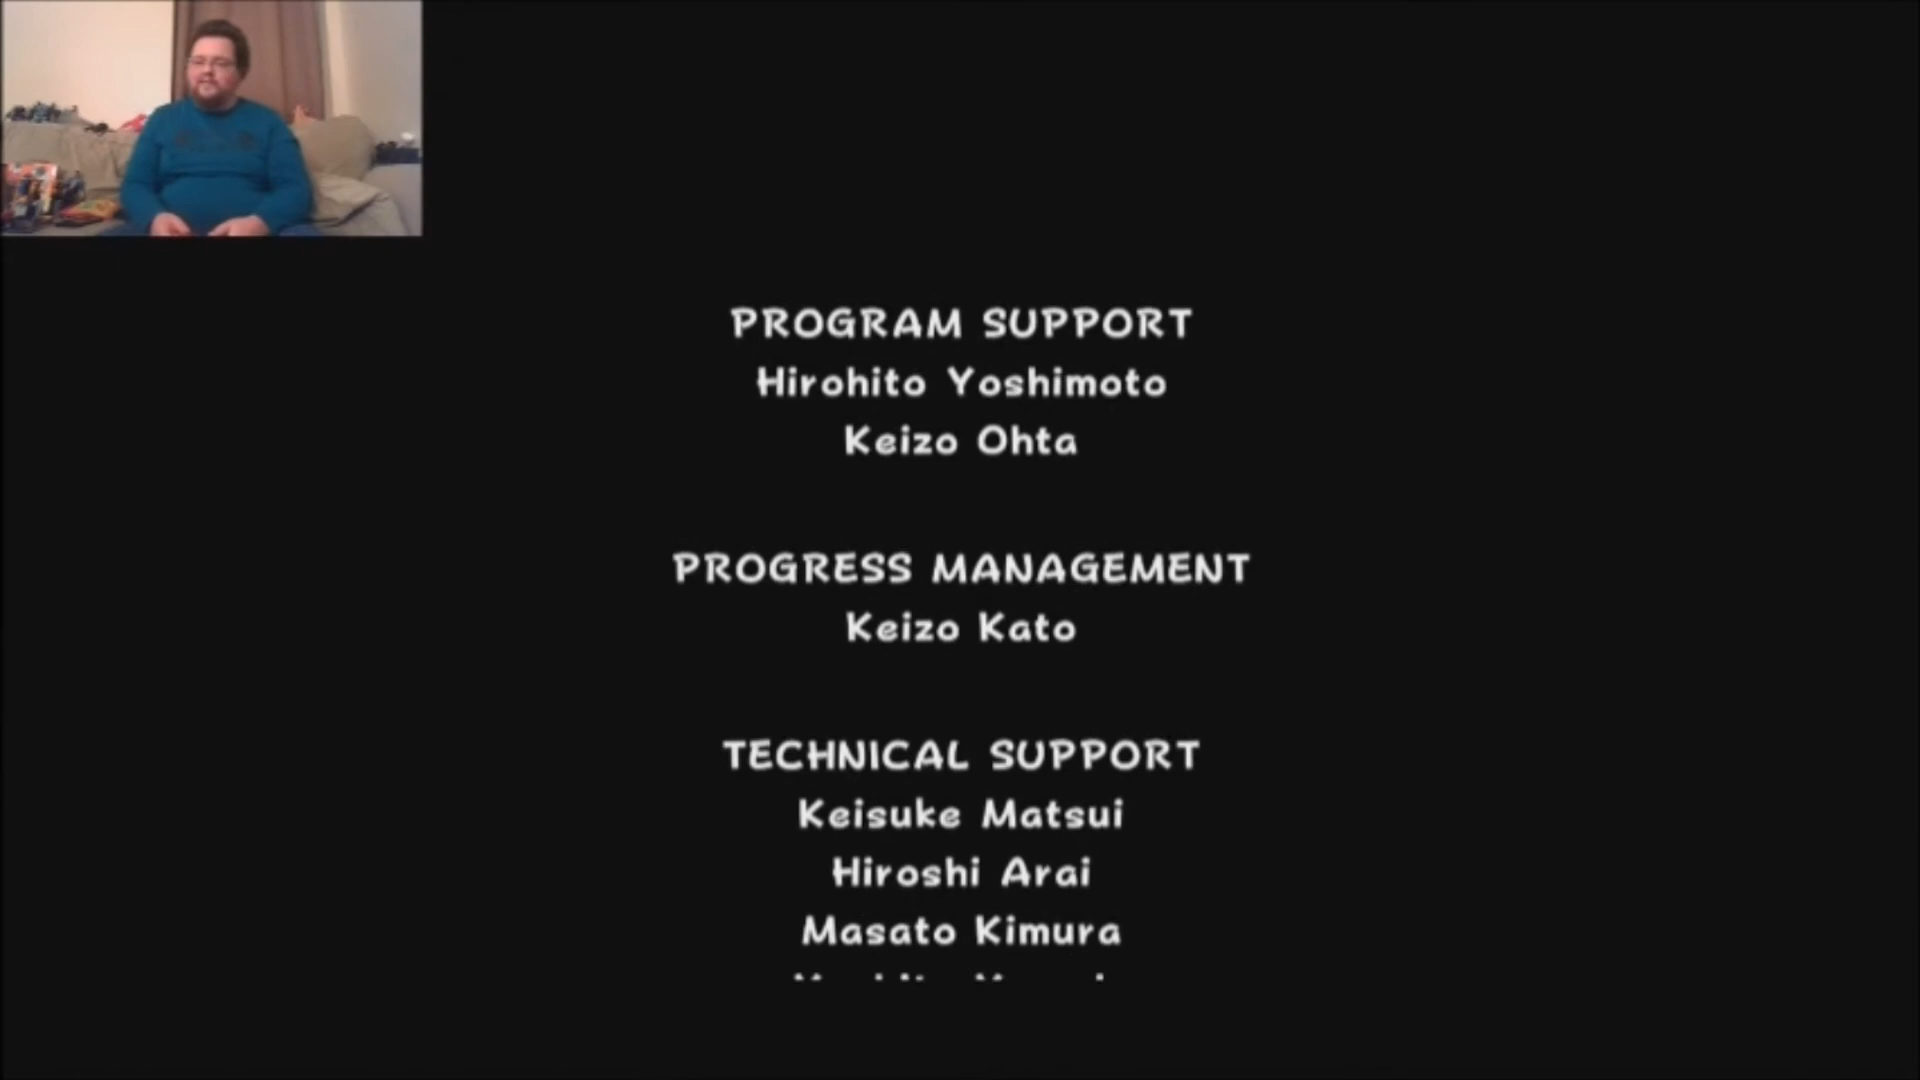 PROGRAM SUPPORT
Hirohito Yoshimoto
Keizo Ohta
PROGRESS MANAGEMENT
Keizo Kato
TECHNICAL SUPPORT
Keisuke Matsui
Hiroshi Arai
Masato Kimura